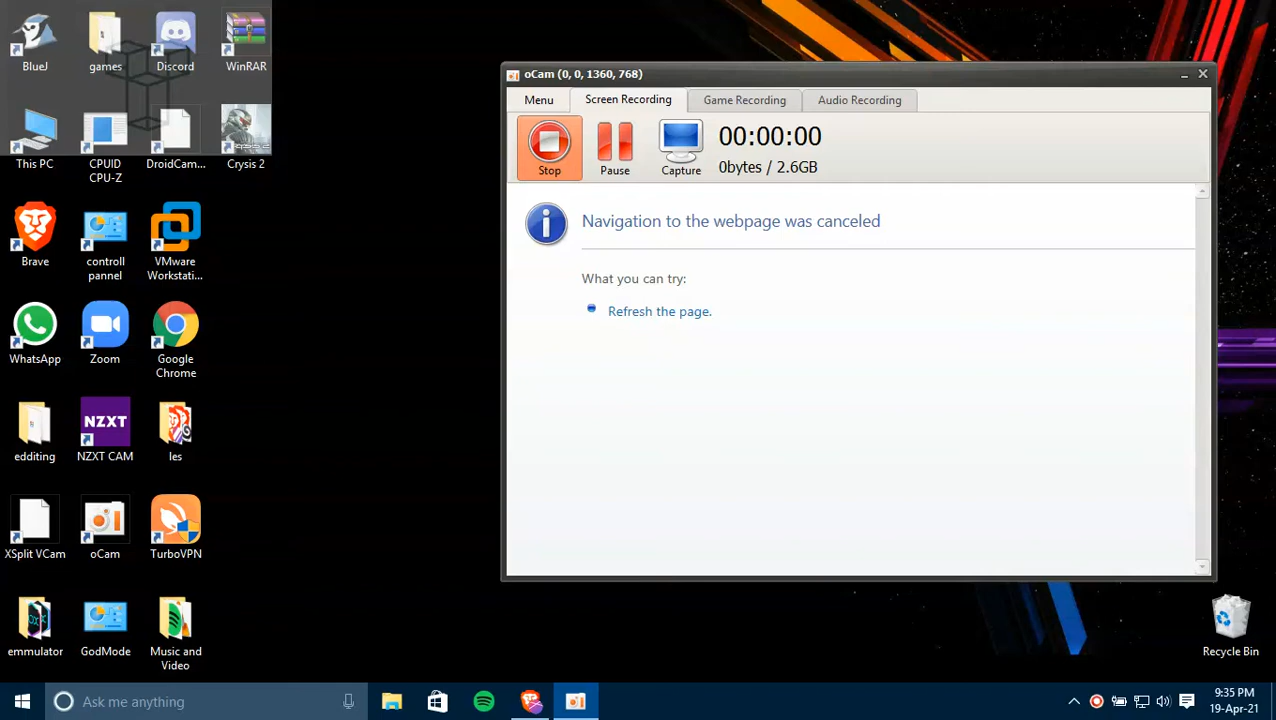 BlueJ
games
Discord
WinRAR
This PC
CPUID
CPU-Z
DroidCam...
Crysis 2
Brave
controll
pannel
VMware
Workstati...
WhatsApp
Zoom
Google
Chrome
edditing
NZXT
NZXT CAM
les
XSplit VCam
oCam
TurboVPN
emmulator
GodMode
Music and
Video
oCam (0, 0, 1360, 768)
Menu
Screen Recording
Game Recording
Audio Recording
Stop
Pause
Capture
00:00:00
0bytes / 2.6GB
Navigation to the webpage was canceled
What you can try:
Refresh the page.
Recycle Bin
Ask me anything
9:35 PM
19-Apr-21